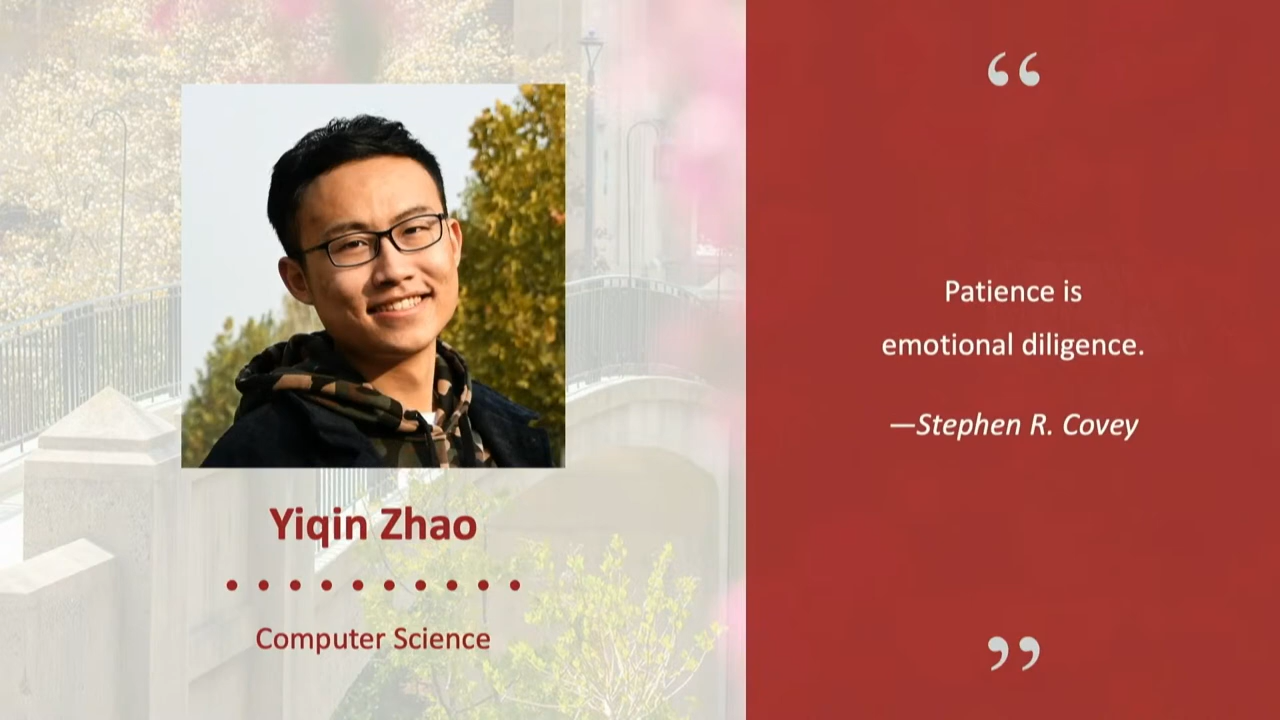 Yiqin Zhao
Computer Science
“
Patience is
emotional diligence.
—Stephen R. Covey
”